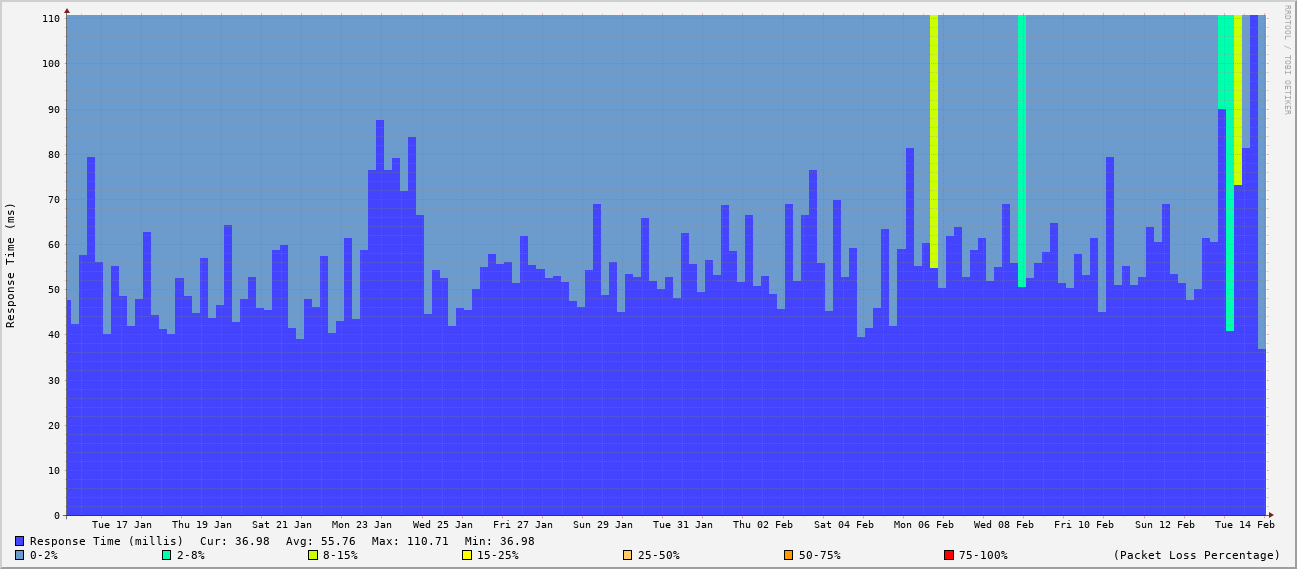 RRDTOOL / TOBI OETIKER
Response Time (ms)
110
100
90
80
70
60
50
40
30
20
10
0
Tue 17 Jan Thu 19 Jan Sat 21 Jan Mon 23 Jan Wed 25 Jan Fri 27 Jan Sun 29 Jan Tue 31 Jan Thu 02 Feb Sat 04 Feb Mon 06 Feb Wed 08 Feb Fri 10 Feb Sun 12 Feb Tue 14 Feb
Response Time (millis) Cur: 36.98 Avg: 55.76 Max: 110.71 Min: 36.98
0-2% 2-8% 8-15% 15-25% 25-50% 50-75% 75-100% (Packet Loss Percentage)